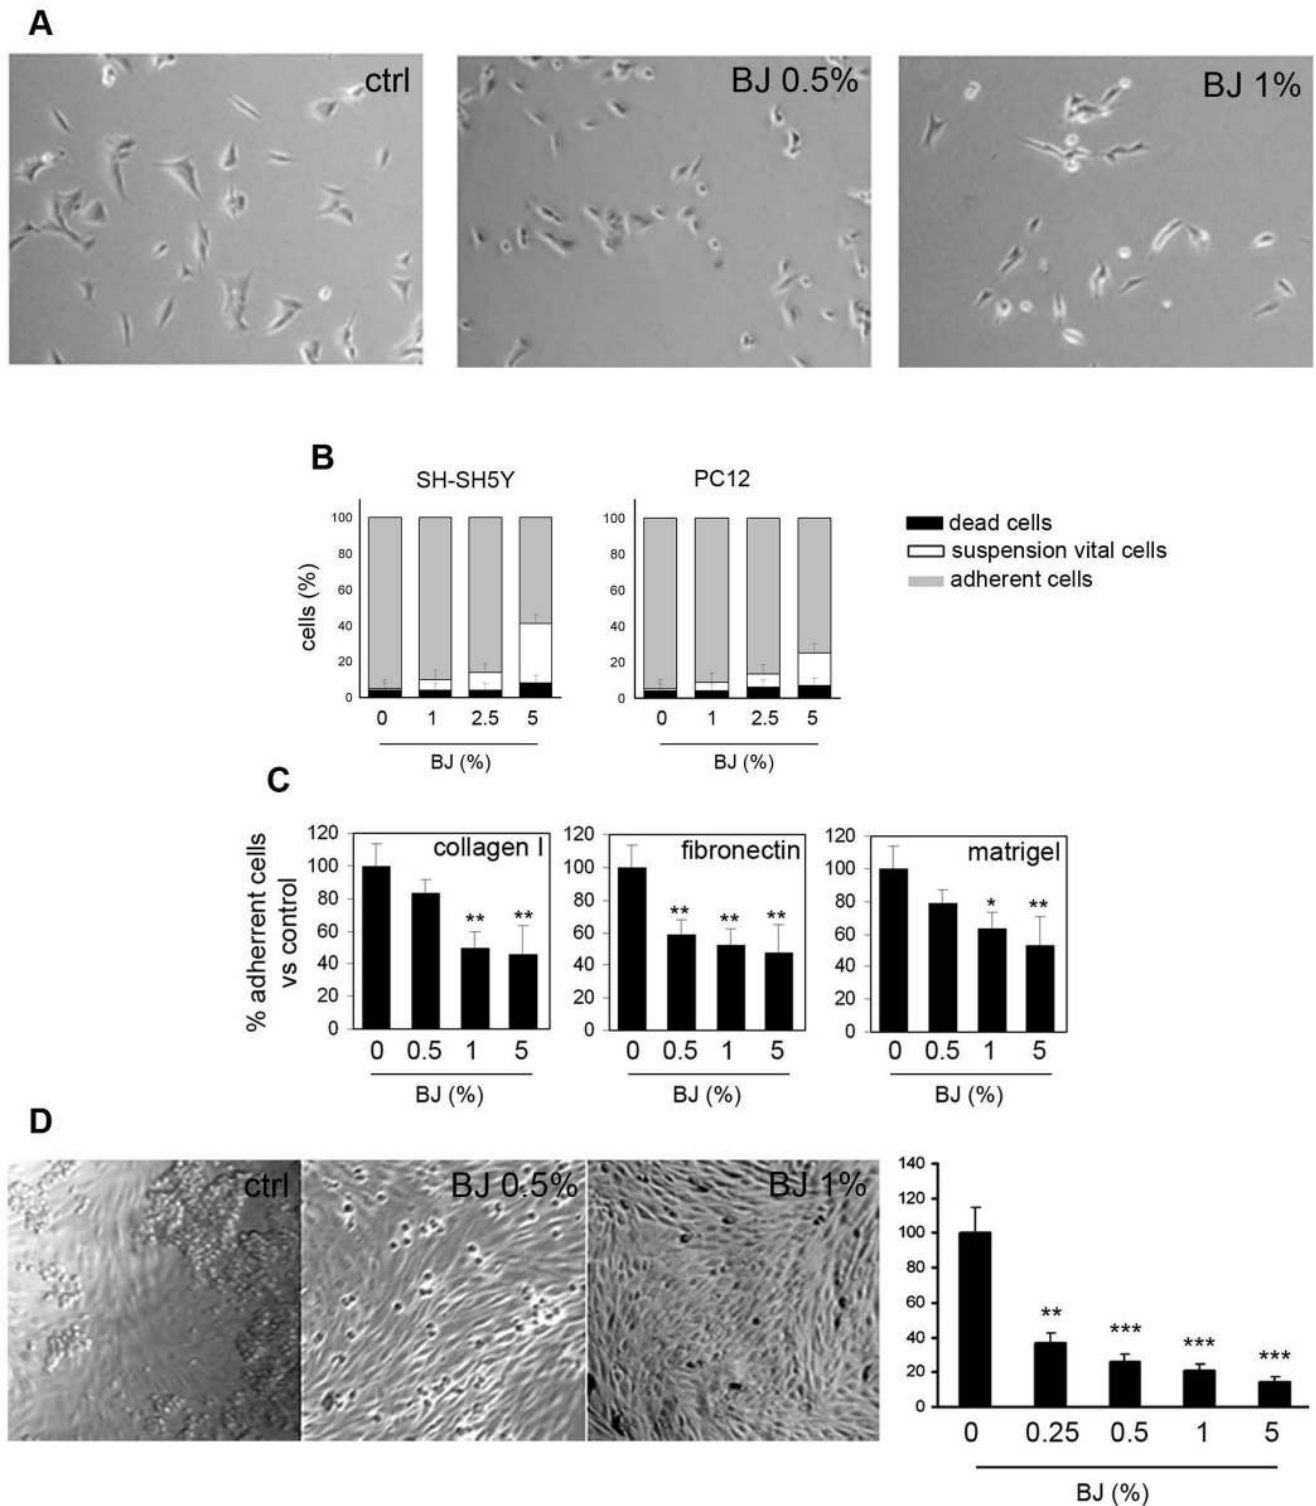 A
ctrl
BJ 0.5%
BJ 1%
B
SH-SH5Y
PC12
cells (%)
100
80
60
40
20
0
0 1 2.5 5
BJ (%)
100
80
60
40
20
0
0 1 2.5 5
BJ (%)
dead cells
suspension vital cells
adherent cells
C
% adherrent cells
vs control
collagen I
120
100
80
60
40
20
0
** **
0 0.5 1 5
BJ (%)
fibronectin
120
100
80
60
40
20
0
** ** **
0 0.5 1 5
BJ (%)
matrigel
120
100
80
60
40
20
0
* **
0 0.5 1 5
BJ (%)
D
ctrl
BJ 0.5%
BJ 1%
140
120
100
80
60
40
20
0
** *** *** ***
0 0.25 0.5 1 5
BJ (%)